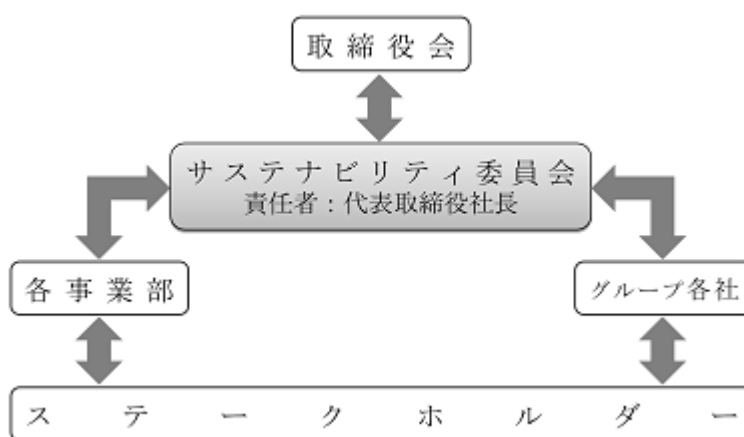 取締役会
サステナビリティ委員会
責任者：代表取締役社長
各事業部
グループ各社
ステークホルダー